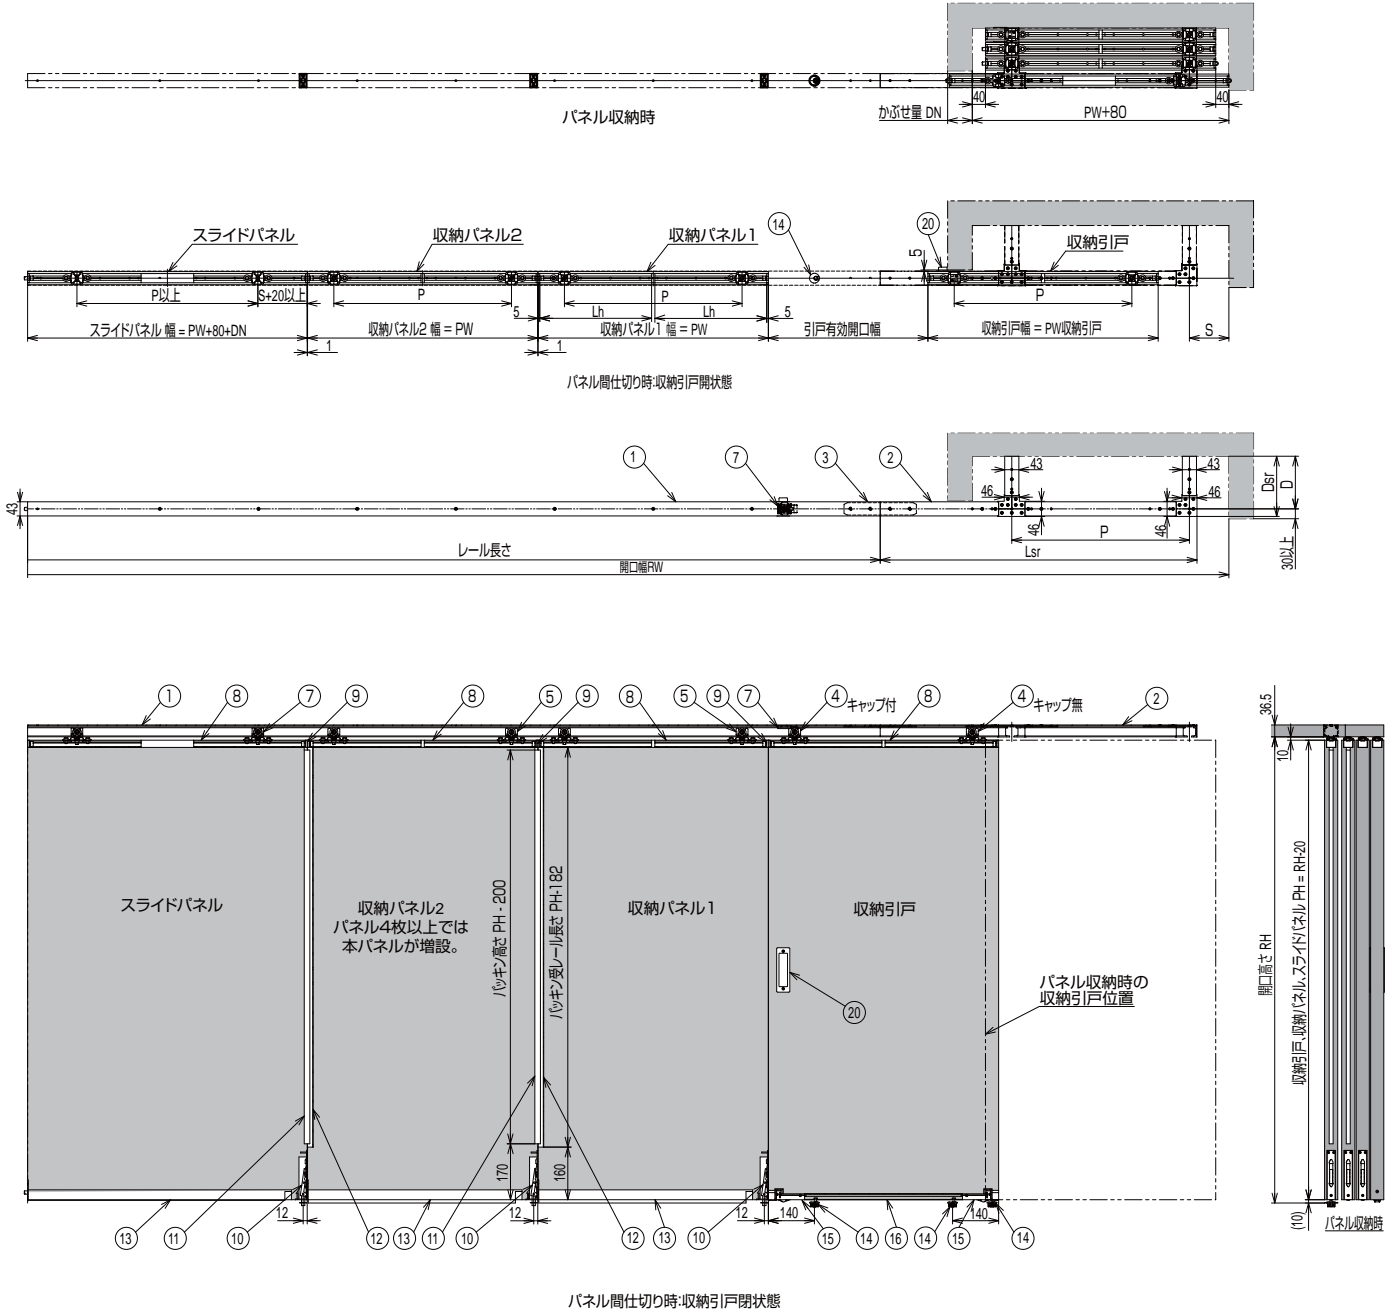 40
40
かぶせ量 DN
PW+80
パネル収納時
スライドパネル
収納パネル2
収納パネル1
14
20
収納引戸
5
P以上
S+20以上
P
P
P
5
Lh
Lh
5
S
スライドパネル 幅 = PW+80+DN
収納パネル2 幅 = PW
収納パネル1 幅 = PW
引戸有効開口幅
収納引戸幅 = PW収納引戸
1
1
パネル間仕切り時:収納引戸開状態
1
7
3
2
43
43
43
46
46
46
46
Dsr
D
P
30以上
レール長さ
Lsr
開口幅RW
1
8
7
9
8
5
9
8
5
9
7
4
キャップ付
8
4
キャップ無
2
36.5
10
スライドパネル
収納パネル2
パネル4枚以上では
本パネルが増設。
パッキン高さ PH - 200
パッキン受レール長さ PH-182
収納パネル1
収納引戸
20
パネル収納時の
収納引戸位置
開口高さ RH
収納引戸、収納パネル、スライドパネル PH = RH-20
170
160
12
12
12
140
140
(10)
パネル収納時
13
11
10
12
13
11
10
12
13
10
15
14
16
14
15
14
パネル間仕切り時:収納引戸閉状態